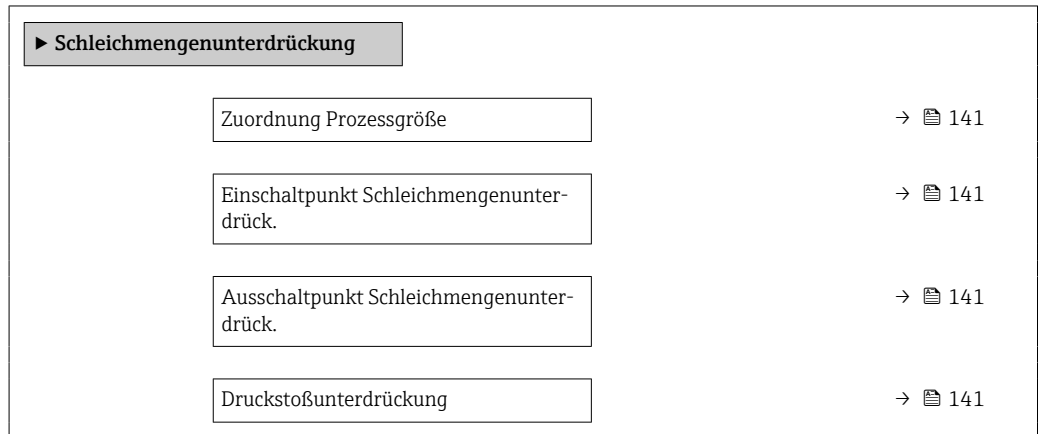 ▶ Schleichmengenunterdrückung
Zuordnung Prozessgröße → 141
Einschaltpunkt Schleichmengenunter-
drück. → 141
Ausschaltpunkt Schleichmengenunter-
drück. → 141
Druckstoßunterdrückung → 141